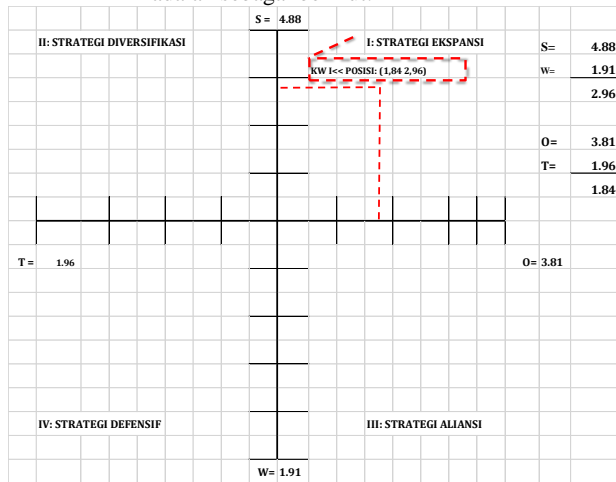 S = 4.88
II: STRATEGI DIVERSIFIKASI
I: STRATEGI EKSPANSI
S= 4.88
KW I<< POSISI: (1,84 2,96)
W= 1.91
2.96
O= 3.81
T= 1.96
1.84
T = 1.96
O= 3.81
IV: STRATEGI DEFENSIF
III: STRATEGI ALIANSI
W= 1.91